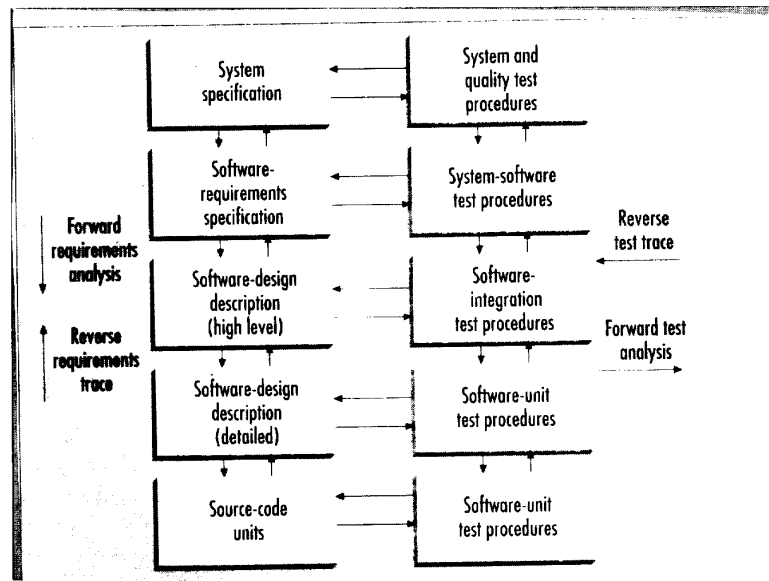 System
specification
System and
quality test
procedures
Software-
requirements
specification
System-software
test procedures
Forward
requirements
analysis
Reverse
test trace
Software-design
description
(high level)
Software-
integration
test procedures
Reverse
requirements
trace
Forward test
analysis
Software-design
description
(detailed)
Software-unit
test procedures
Source-code
units
Software-unit
test procedures